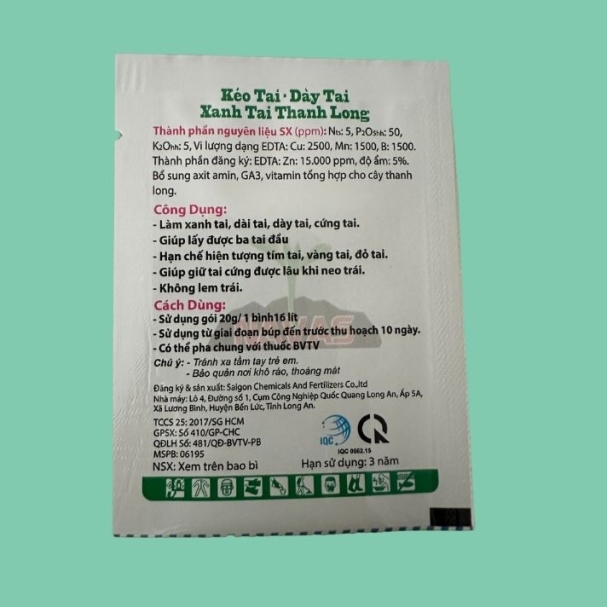 Kéo Tai · Dày Tai
Xanh Tai Thanh Long
Thành phần nguyên liệu SX (ppm): Nts: 5, P2O5hh: 50,
K2Ohh: 5, Vi lượng dạng EDTA: Cu: 2500, Mn: 1500, B: 1500.
Thành phần đăng ký: EDTA: Zn: 15.000 ppm, độ ẩm: 5%.
Bổ sung axit amin, GA3, vitamin tổng hợp cho cây thanh
long.
Công Dụng:
- Làm xanh tai, dài tai, dày tai, cứng tai.
- Giúp lấy được ba tai đầu
- Hạn chế hiện tượng tím tai, vàng tai, đỏ tai.
- Giúp giữ tai cứng được lâu khi neo trái.
- Không lem trái.
Cách Dùng:
- Sử dụng gói 20g/ 1 bình16 lít
- Sử dụng từ giai đoạn búp đến trước thu hoạch 10 ngày.
- Có thể pha chung với thuốc BVTV
Chú ý: - Tránh xa tầm tay trẻ em.
- Bảo quản nơi khô ráo, thoáng mát
Đăng ký & sản xuất: Saigon Chemicals And Fertilizers Co.,ltd
Nhà máy: Lô 4, Đường số 1, Cụm Công Nghiệp Quốc Quang Long An, Ấp 5A,
Xã Lương Bình, Huyện Bến Lức, Tỉnh Long An.
TCCS 25: 2017/SG HCM
GPSX: Số 410/GP-CHC
QĐLH Số: 481/QĐ-BVTV-PB
MSPB: 06195
IQC
IQC 0662.15
NSX: Xem trên bao bì
Hạn sử dụng: 3 năm